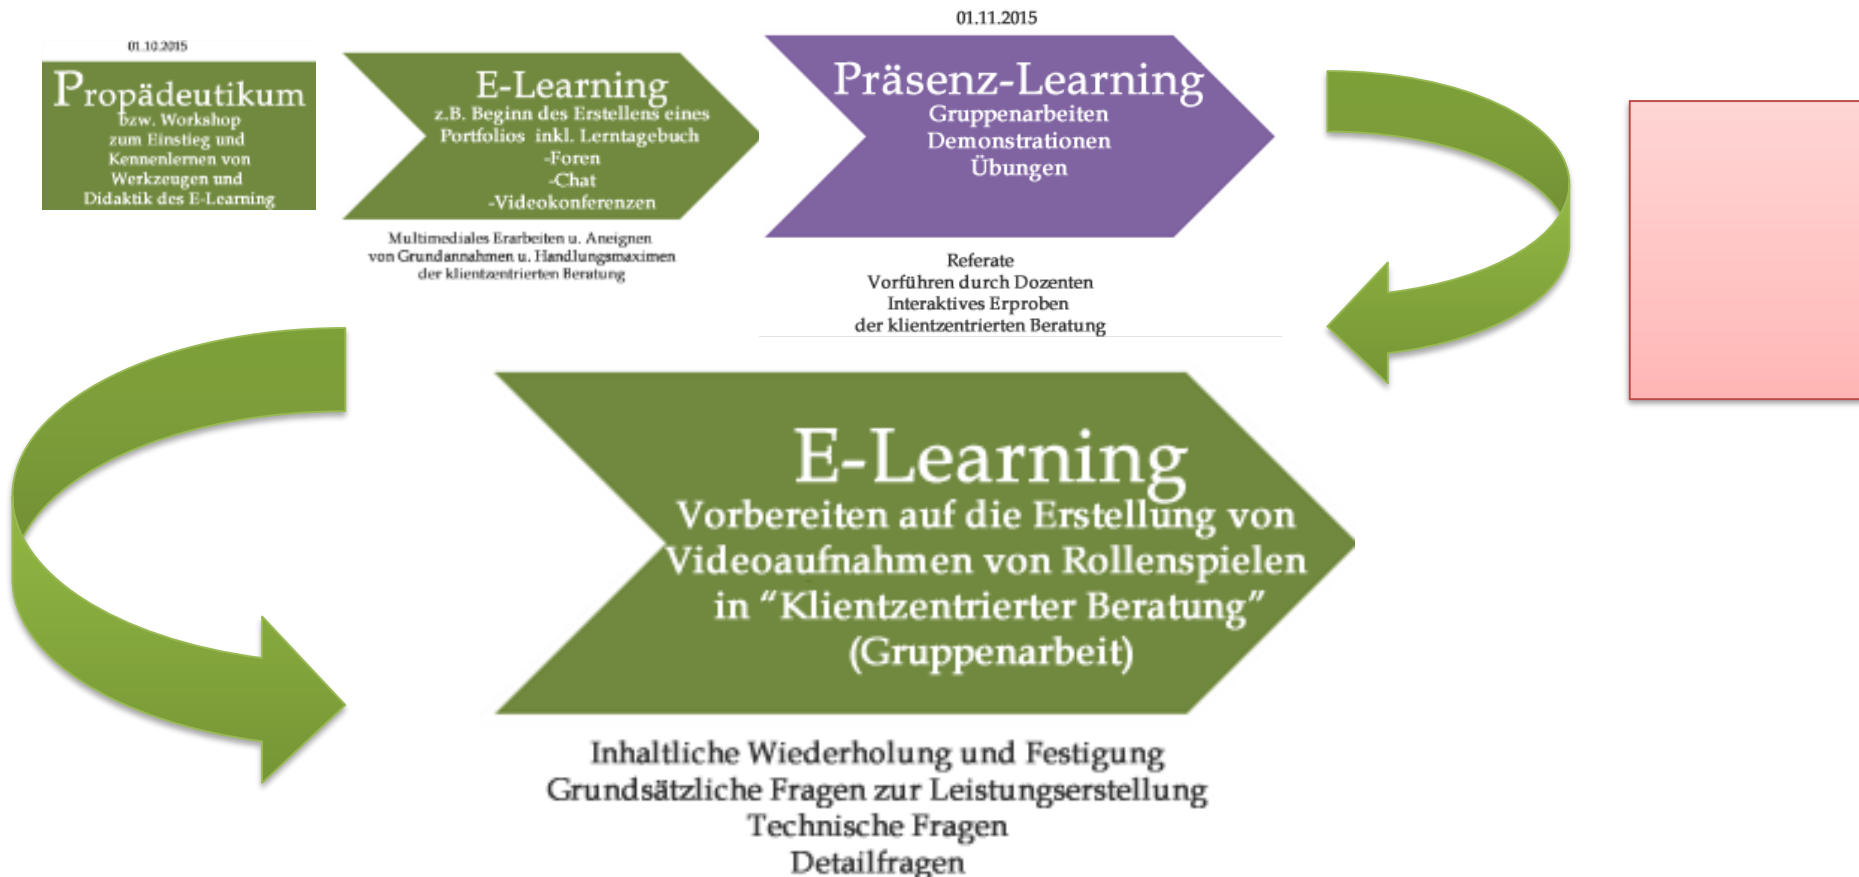 01.10.2015
Propädeutikum
bzw. Workshop
zum Einstieg und
Kennenlernen von
Werkzeugen und
Didaktik des E-Learning
E-Learning
z.B. Beginn des Erstellens eines
Portfolios inkl. Lerntagebuch
-Foren
-Chat
-Videokonferenzen
Multimediales Erarbeiten u. Aneignen
von Grundannahmen u. Handlungsmaximen
der klientzentrierten Beratung
01.11.2015
Präsenz-Learning
Gruppenarbeiten
Demonstrationen
Übungen
Referate
Vorführen durch Dozenten
Interaktives Erproben
der klientzentrierten Beratung
E-Learning
Vorbereiten auf die Erstellung von
Videoaufnahmen von Rollenspielen
in “Klientzentrierter Beratung”
(Gruppenarbeit)
Inhaltliche Wiederholung und Festigung
Grundsätzliche Fragen zur Leistungserstellung
Technische Fragen
Detailfragen